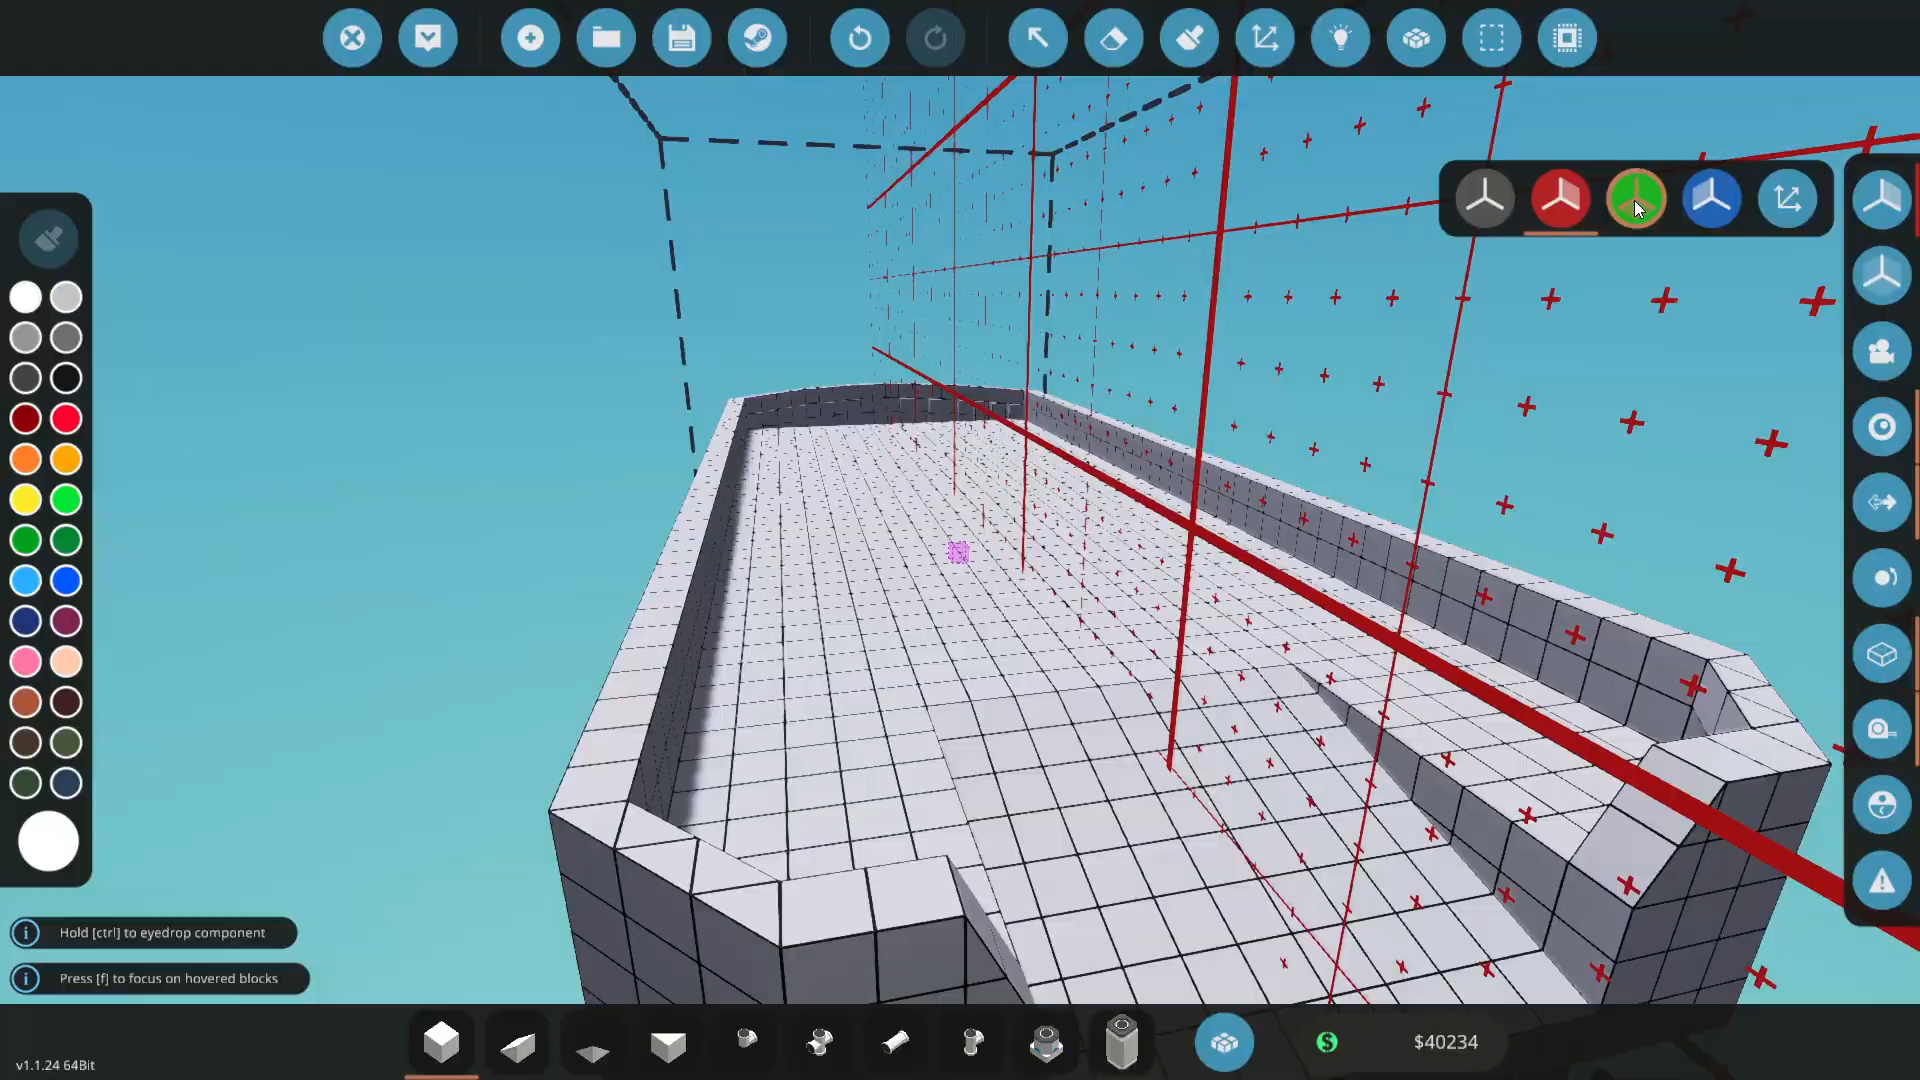 Hold [ctrl] to eyedrop component
Press [f] to focus on hovered blocks
$40234
v1.1.24 64Bit